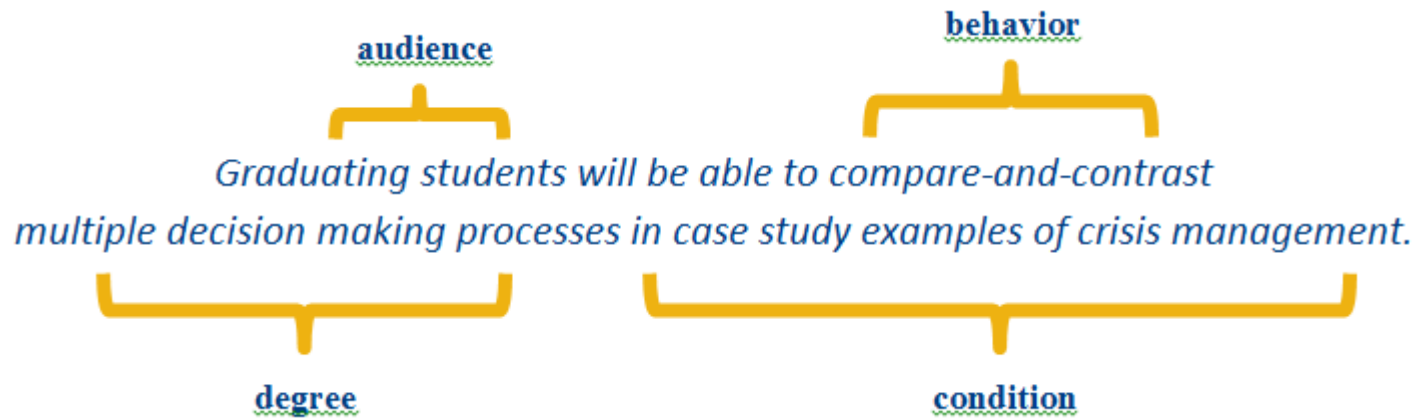 behavior
audience
Graduating students will be able to compare-and-contrast
multiple decision making processes in case study examples of crisis management.
degree
condition